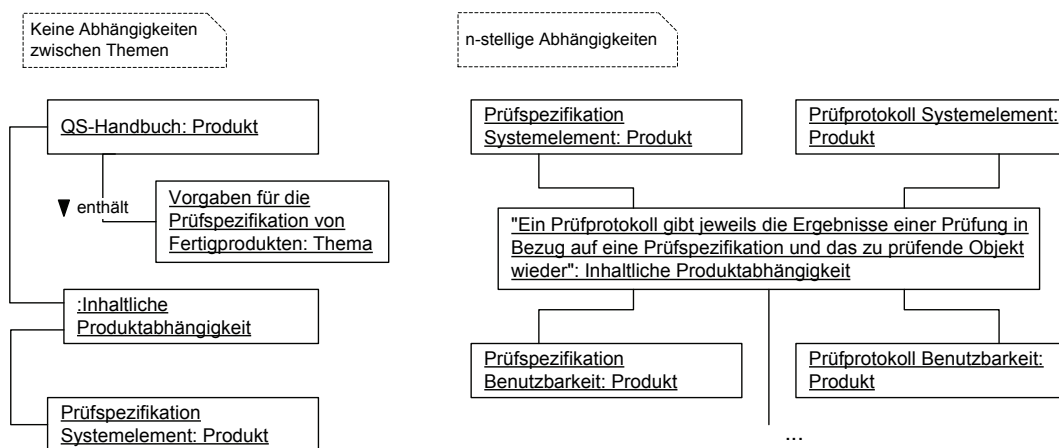 Keine Abhängigkeiten
zwischen Themen
QS-Handbuch: Produkt
enthält
Vorgaben für die
Prüfspezifikation von
Fertigprodukten: Thema
:Inhaltliche
Produktabhängigkeit
Prüfspezifikation
Systemelement: Produkt
n-stellige Abhängigkeiten
Prüfspezifikation
Systemelement: Produkt
Prüfprotokoll Systemelement:
Produkt
"Ein Prüfprotokoll gibt jeweils die Ergebnisse einer Prüfung in
Bezug auf eine Prüfspezifikation und das zu prüfende Objekt
wieder": Inhaltliche Produktabhängigkeit
Prüfspezifikation
Benutzbarkeit: Produkt
Prüfprotokoll Benutzbarkeit:
Produkt
...